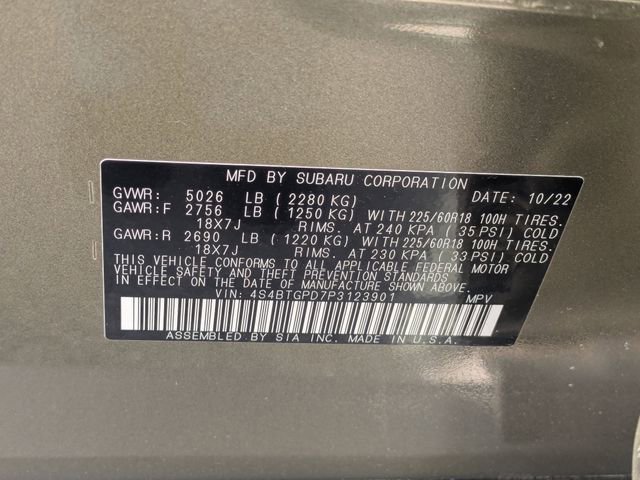 MFD BY SUBARU CORPORATION
GVWR: 5026 LB ( 2280 KG) DATE: 10/22
GAWR:F 2756 LB ( 1250 KG) WITH 225/60R18 100H TIRES.
18X7J RIMS. AT 240 KPA ( 35 PSI) COLD
GAWR:R 2690 LB ( 1220 KG) WITH 225/60R18 100H TIRES.
18X7J RIMS. AT 230 KPA ( 33 PSI) COLD
THIS VEHICLE CONFORMS TO ALL APPLICABLE FEDERAL MOTOR
VEHICLE SAFETY, BUMPER, AND THEFT PREVENTION STANDARDS
IN EFFECT ON THE DATE OF MANUFACTURE SHOWN ABOVE.
VIN: 4S4BTGPD7P3123901 MPV
ASSEMBLED BY SIA INC. MADE IN U.S.A.